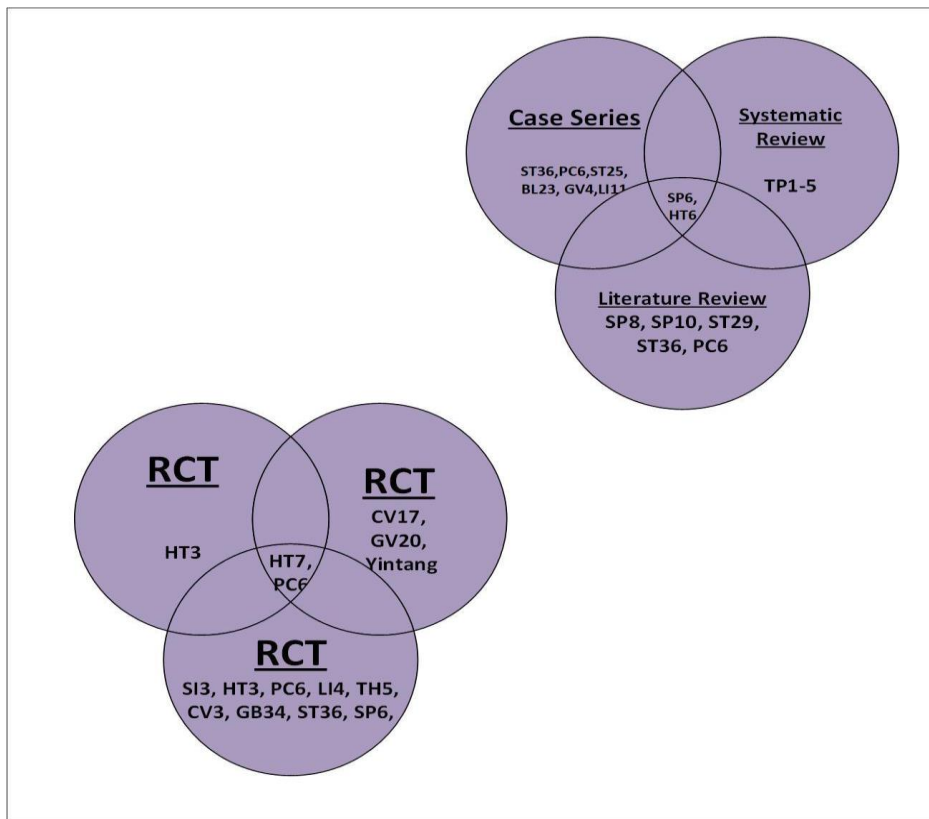 Case Series
ST36,PC6,ST25,
BL23, GV4,LI11
Systematic
Review
TP1-5
SP6,
HT6
Literature Review
SP8, SP10, ST29,
ST36, PC6
RCT
HT3
RCT
CV17,
GV20,
Yintang
HT7,
PC6
RCT
SI3, HT3, PC6, LI4, TH5,
CV3, GB34, ST36, SP6,